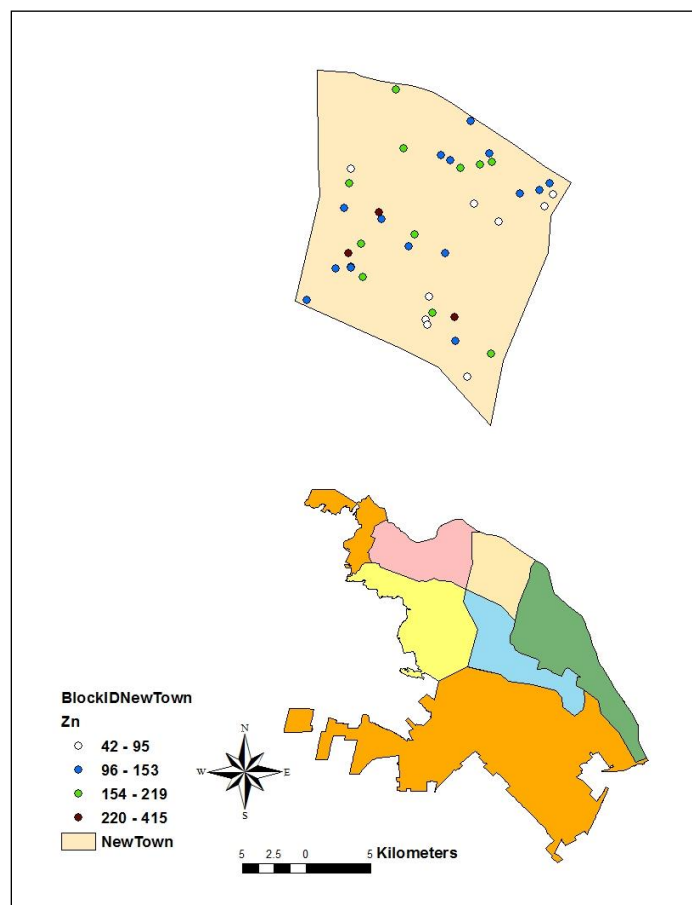 BlockIDNewTown
Zn
42 - 95
96 - 153
154 - 219
220 - 415
NewTown
N
W E
S
5 2.5 0 5 Kilometers